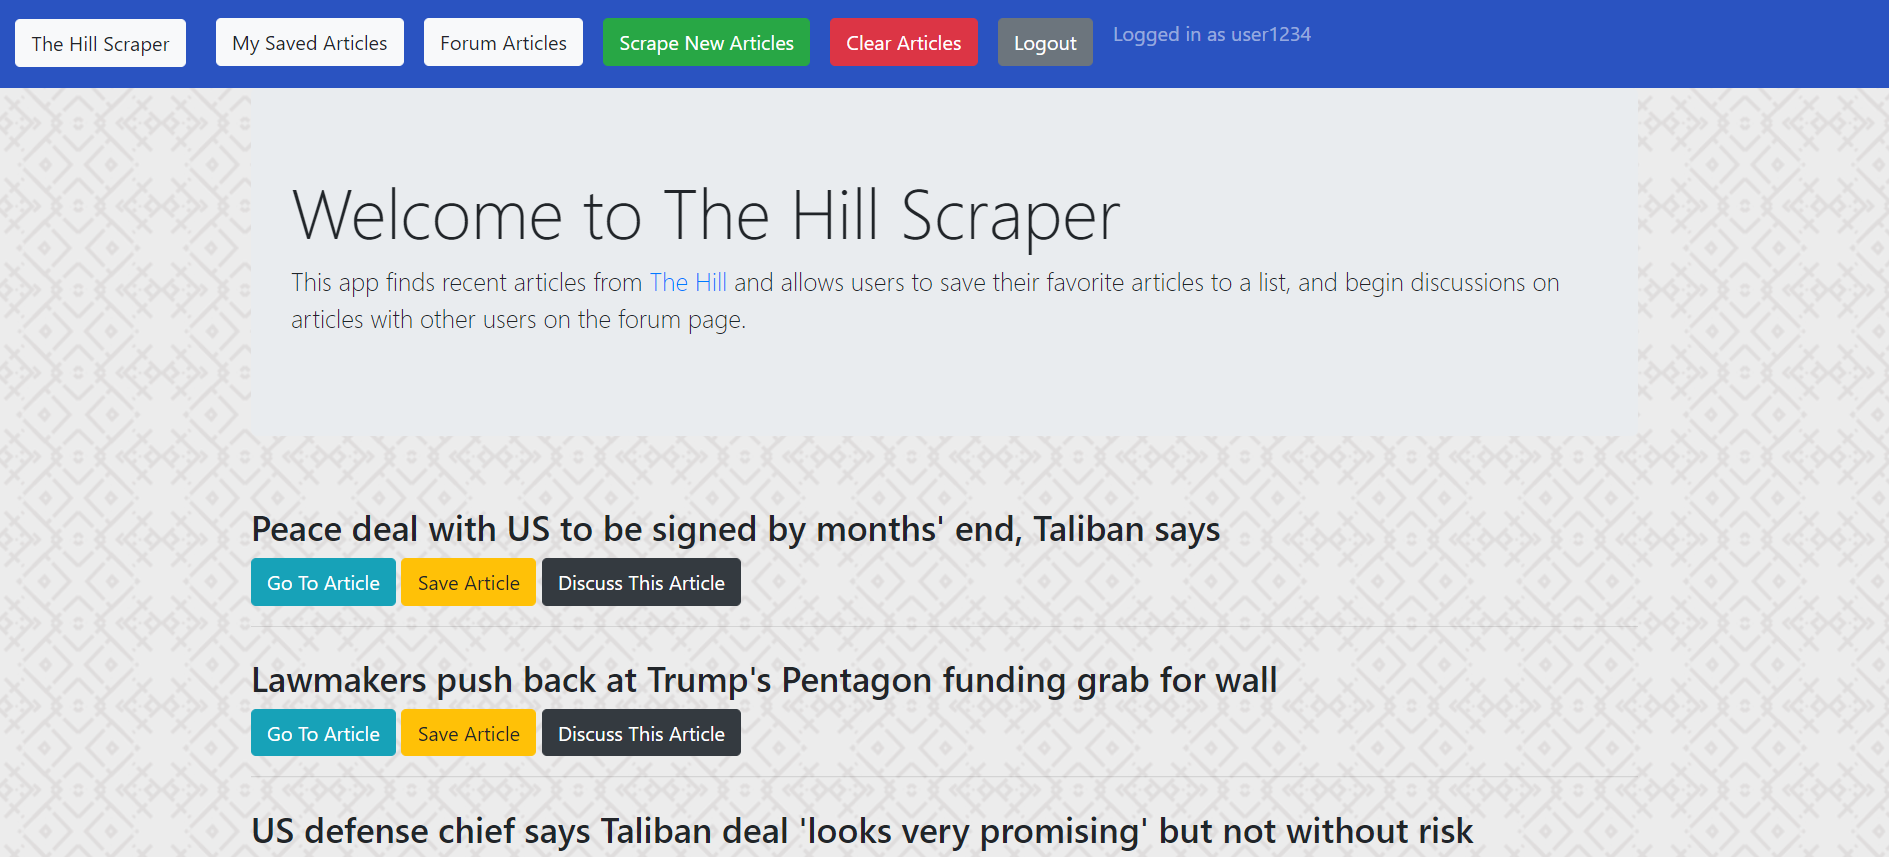 The Hill Scraper My Saved Articles Forum Articles Scrape New Articles Clear Articles Logout Logged in as user1234
Welcome to The Hill Scraper
This app finds recent articles from The Hill and allows users to save their favorite articles to a list, and begin discussions on
articles with other users on the forum page.
Peace deal with US to be signed by months' end, Taliban says
Go To Article Save Article Discuss This Article
Lawmakers push back at Trump's Pentagon funding grab for wall
Go To Article Save Article Discuss This Article
US defense chief says Taliban deal 'looks very promising' but not without risk